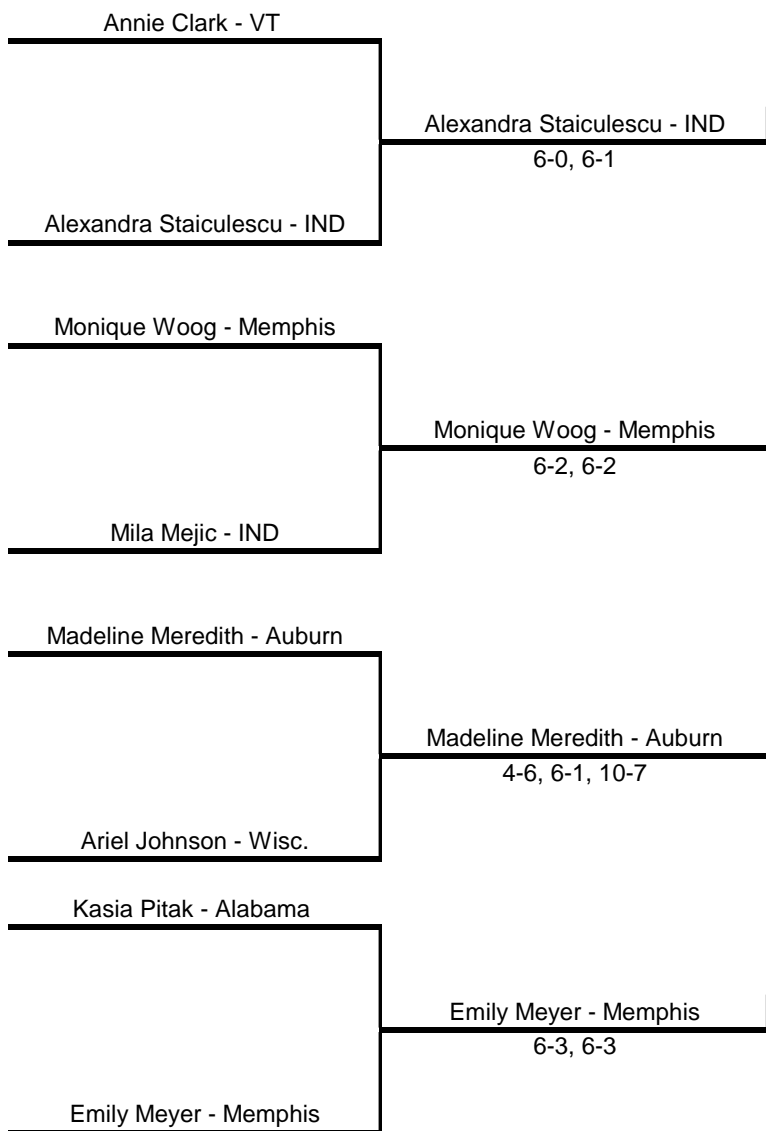 Annie Clark - VT
Alexandra Staiculescu - IND
6-0, 6-1
Alexandra Staiculescu - IND
Monique Woog - Memphis
Monique Woog - Memphis
6-2, 6-2
Mila Mejic - IND
Madeline Meredith - Auburn
Madeline Meredith - Auburn
4-6, 6-1, 10-7
Ariel Johnson - Wisc.
Kasia Pitak - Alabama
Emily Meyer - Memphis
6-3, 6-3
Emily Meyer - Memphis